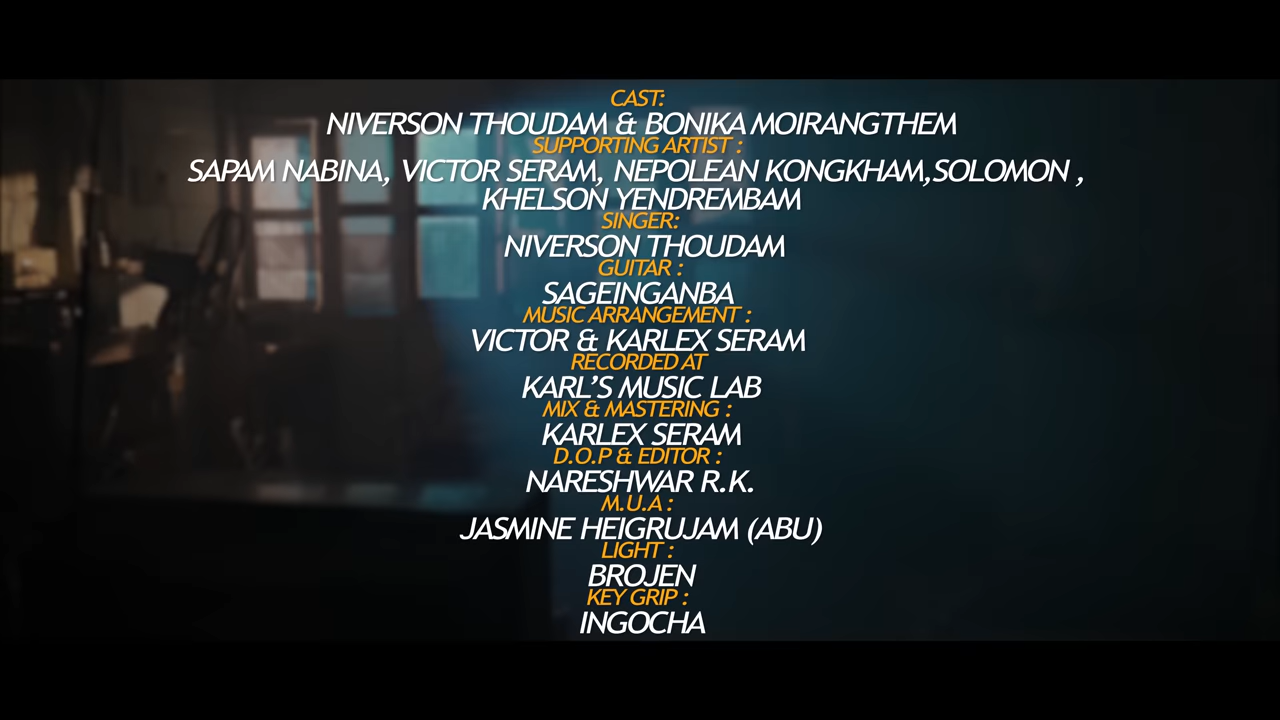 CAST:
NIVERSON THOUDAM & BONIKA MOIRANGTHEM
SUPPORTING ARTIST :
SAPAM NABINA, VICTOR SERAM, NEPOLEAN KONGKHAM,SOLOMON ,
KHELSON YENDREMBAM
SINGER:
NIVERSON THOUDAM
GUITAR :
SAGEINGANBA
MUSIC ARRANGEMENT :
VICTOR & KARLEX SERAM
RECORDED AT
KARL'S MUSIC LAB
MIX & MASTERING :
KARLEX SERAM
D.O.P & EDITOR :
NARESHWAR R.K.
M.U.A :
JASMINE HEIGRUJAM (ABU)
LIGHT :
BROJEN
KEY GRIP :
INGOCHA